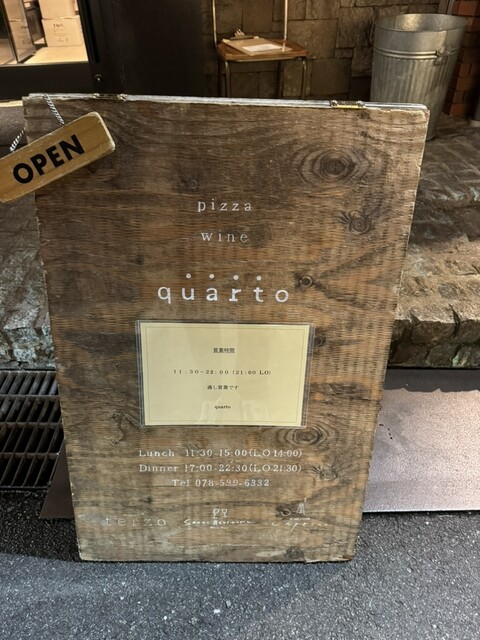 OPEN
pizza
wine
quarto
営業時間
11:30~22:00 (21:00 LO)
通し営業です
quarto
Lunch 11:30-15:00(LO 14:00)
Dinner 17:00-22:30(LO 21:30)
Tel 078-599-6332
terzo